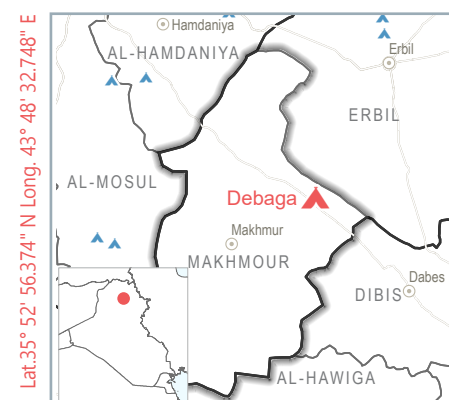 Lat.35° 52' 56.374" N Long. 43° 48' 32.748" E
Hamdaniya
AL-HAMDANIYA
Erbil
ERBIL
AL-MOSUL
Debaga
Makhmur
MAKHMOUR
Dabes
DIBIS
AL-HAWIGA